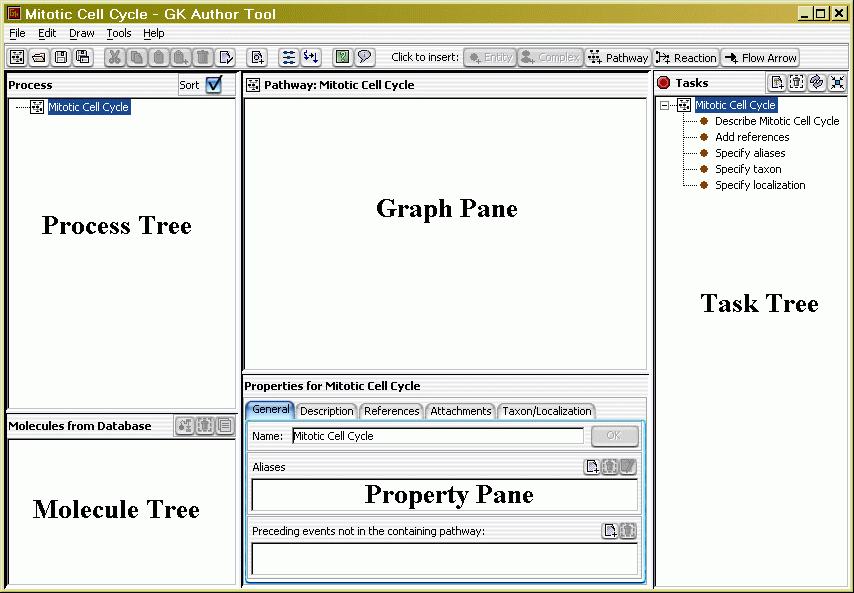 Mitotic Cell Cycle - GK Author Tool
File Edit Draw Tools Help
Click to insert: Entity Complex Pathway Reaction Flow Arrow
Process Sort
Mitotic Cell Cycle
Process Tree
Molecules from Database
Molecule Tree
Pathway: Mitotic Cell Cycle
Graph Pane
Properties for Mitotic Cell Cycle
General Description References Attachments Taxon/Localization
Name: Mitotic Cell Cycle OK
Aliases
Property Pane
Preceding events not in the containing pathway:
Tasks
Mitotic Cell Cycle
Describe Mitotic Cell Cycle
Add references
Specify aliases
Specify taxon
Specify localization
Task Tree